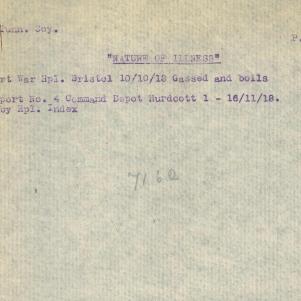 Tunn. Coy.
P.
"NATURE OF ILLNESS"
rt War Hpl. Bristol 10/10/18 Gassed and boils
port No. 4 Command Depot Hurdcott 1 - 16/11/18.
oy Hpl. Index
7162